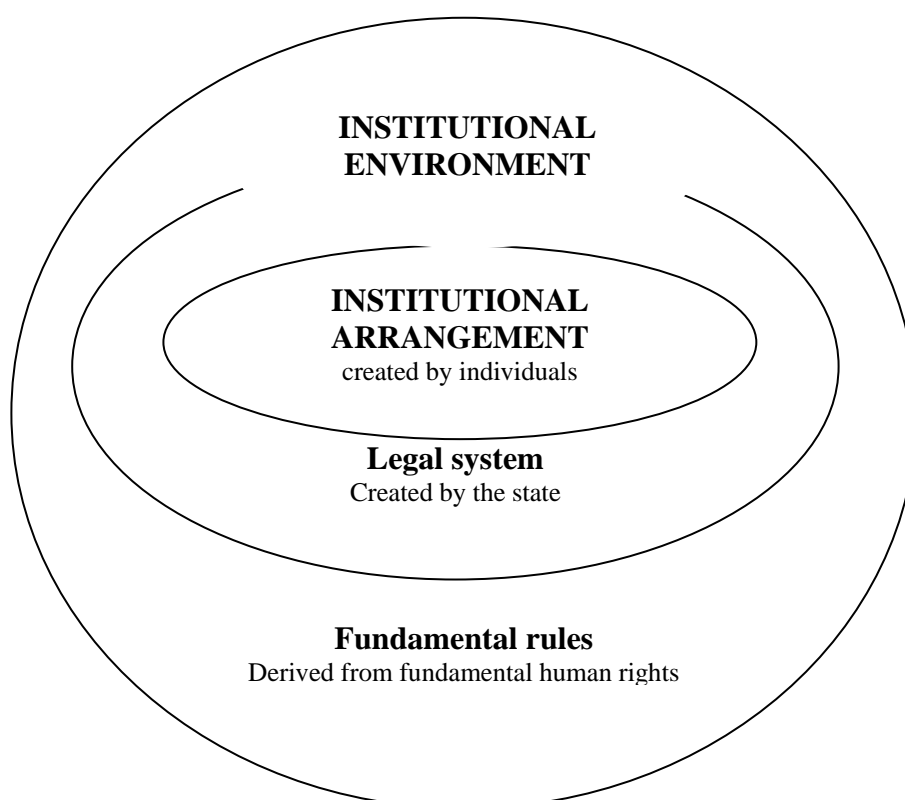 INSTITUTIONAL
ENVIRONMENT
INSTITUTIONAL
ARRANGEMENT
created by individuals
Legal system
Created by the state
Fundamental rules
Derived from fundamental human rights